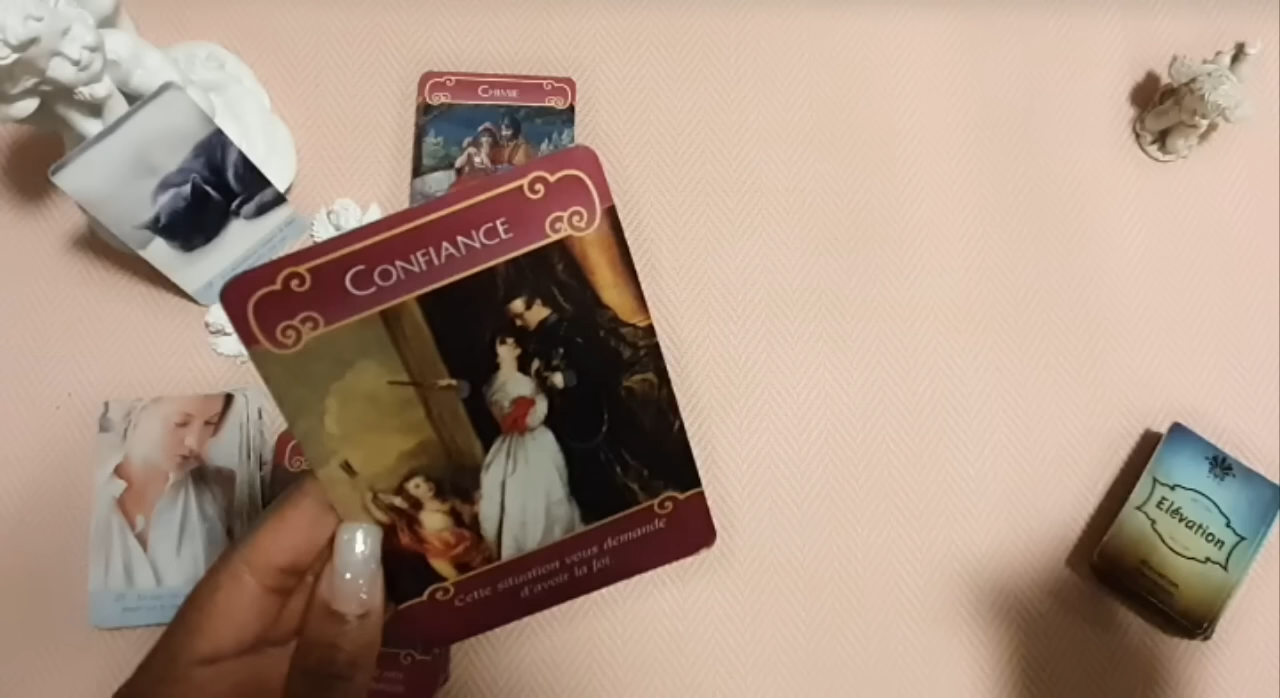 CHIMIE
CONFIANCE
Cette situation vous demande
d'avoir la foi.
Elévation